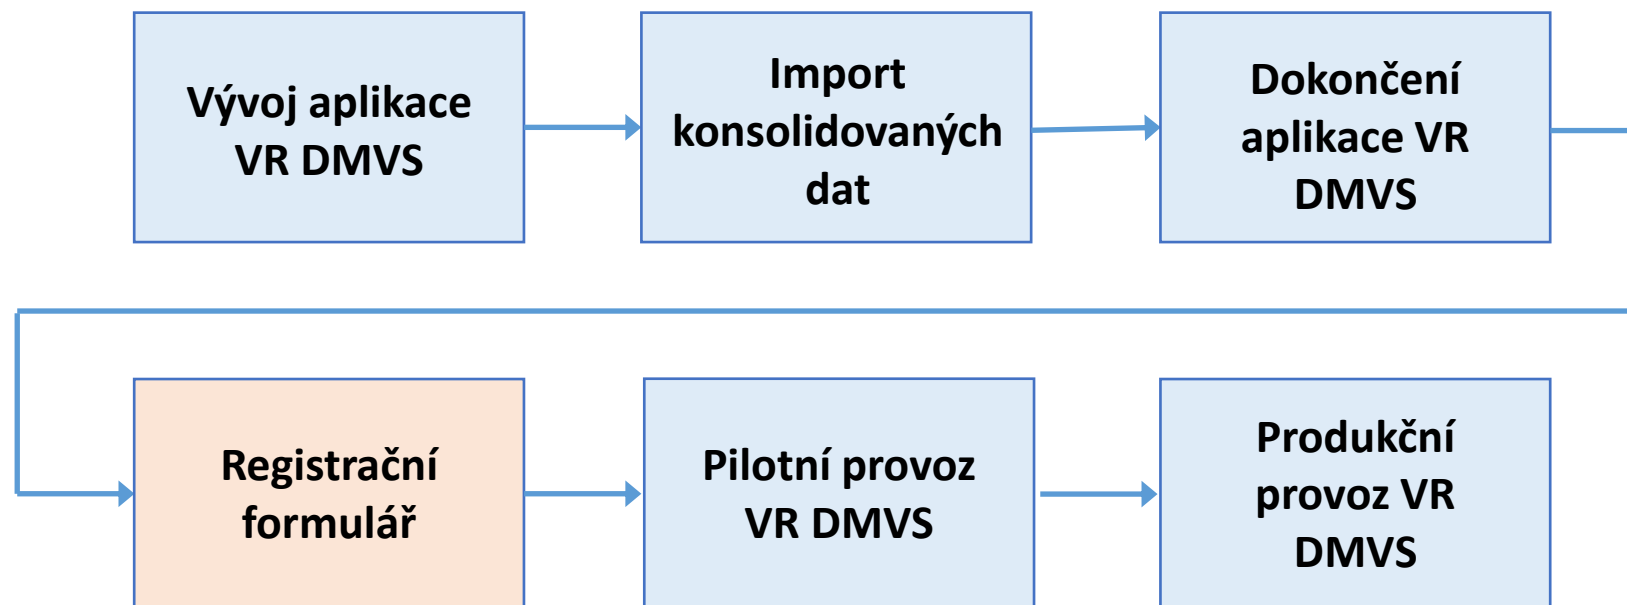 Vývoj aplikace
VR DMVS
Import
konsolidovaných
dat
Dokončení
aplikace VR
DMVS
Registrační
formulář
Pilotní provoz
VR DMVS
Produkční
provoz VR
DMVS